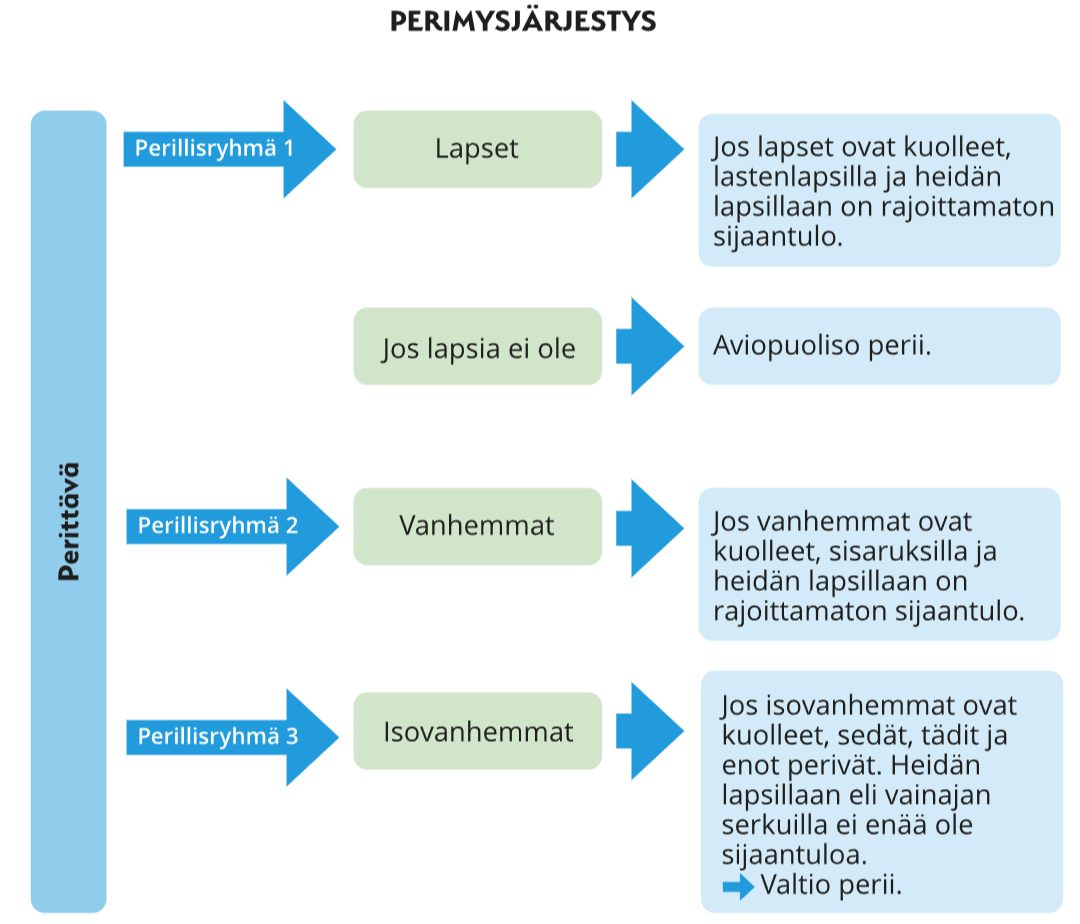 PERIMYSJÄRJESTYS
Perittävä
Perillisryhmä 1
Lapset
Jos lapset ovat kuolleet,
lastenlapsilla ja heidän
lapsillaan on rajoittamaton
sijaantulo.
Jos lapsia ei ole
Aviopuoliso perii.
Perillisryhmä 2
Vanhemmat
Jos vanhemmat ovat
kuolleet, sisaruksilla ja
heidän lapsillaan on
rajoittamaton sijaantulo.
Perillisryhmä 3
Isovanhemmat
Jos isovanhemmat ovat
kuolleet, sedät, tädit ja
enot perivät. Heidän
lapsillaan eli vainajan
serkuilla ei enää ole
sijaantuloa.
Valtio perii.